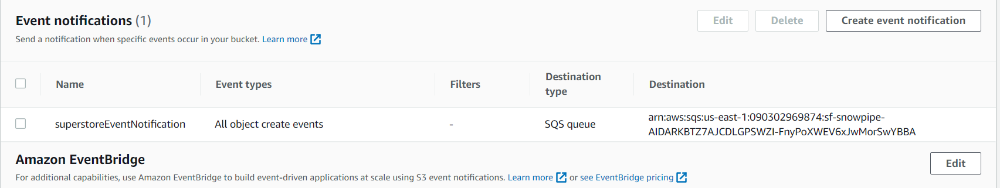 Event notifications (1)
Edit
Delete
Create event notification
Send a notification when specific events occur in your bucket. Learn more
Name
Event types
Filters
Destination
type
Destination
superstoreEventNotification
All object create events
-
SQS queue
arn:aws:sqs:us-east-1:090302969874:sf-snowpipe-
AIDARKBTZ7AJCDLGPSWZI-FnyPoXWEV6xJwMorSwYBBA
Amazon EventBridge
Edit
For additional capabilities, use Amazon EventBridge to build event-driven applications at scale using S3 event notifications. Learn more or see EventBridge pricing